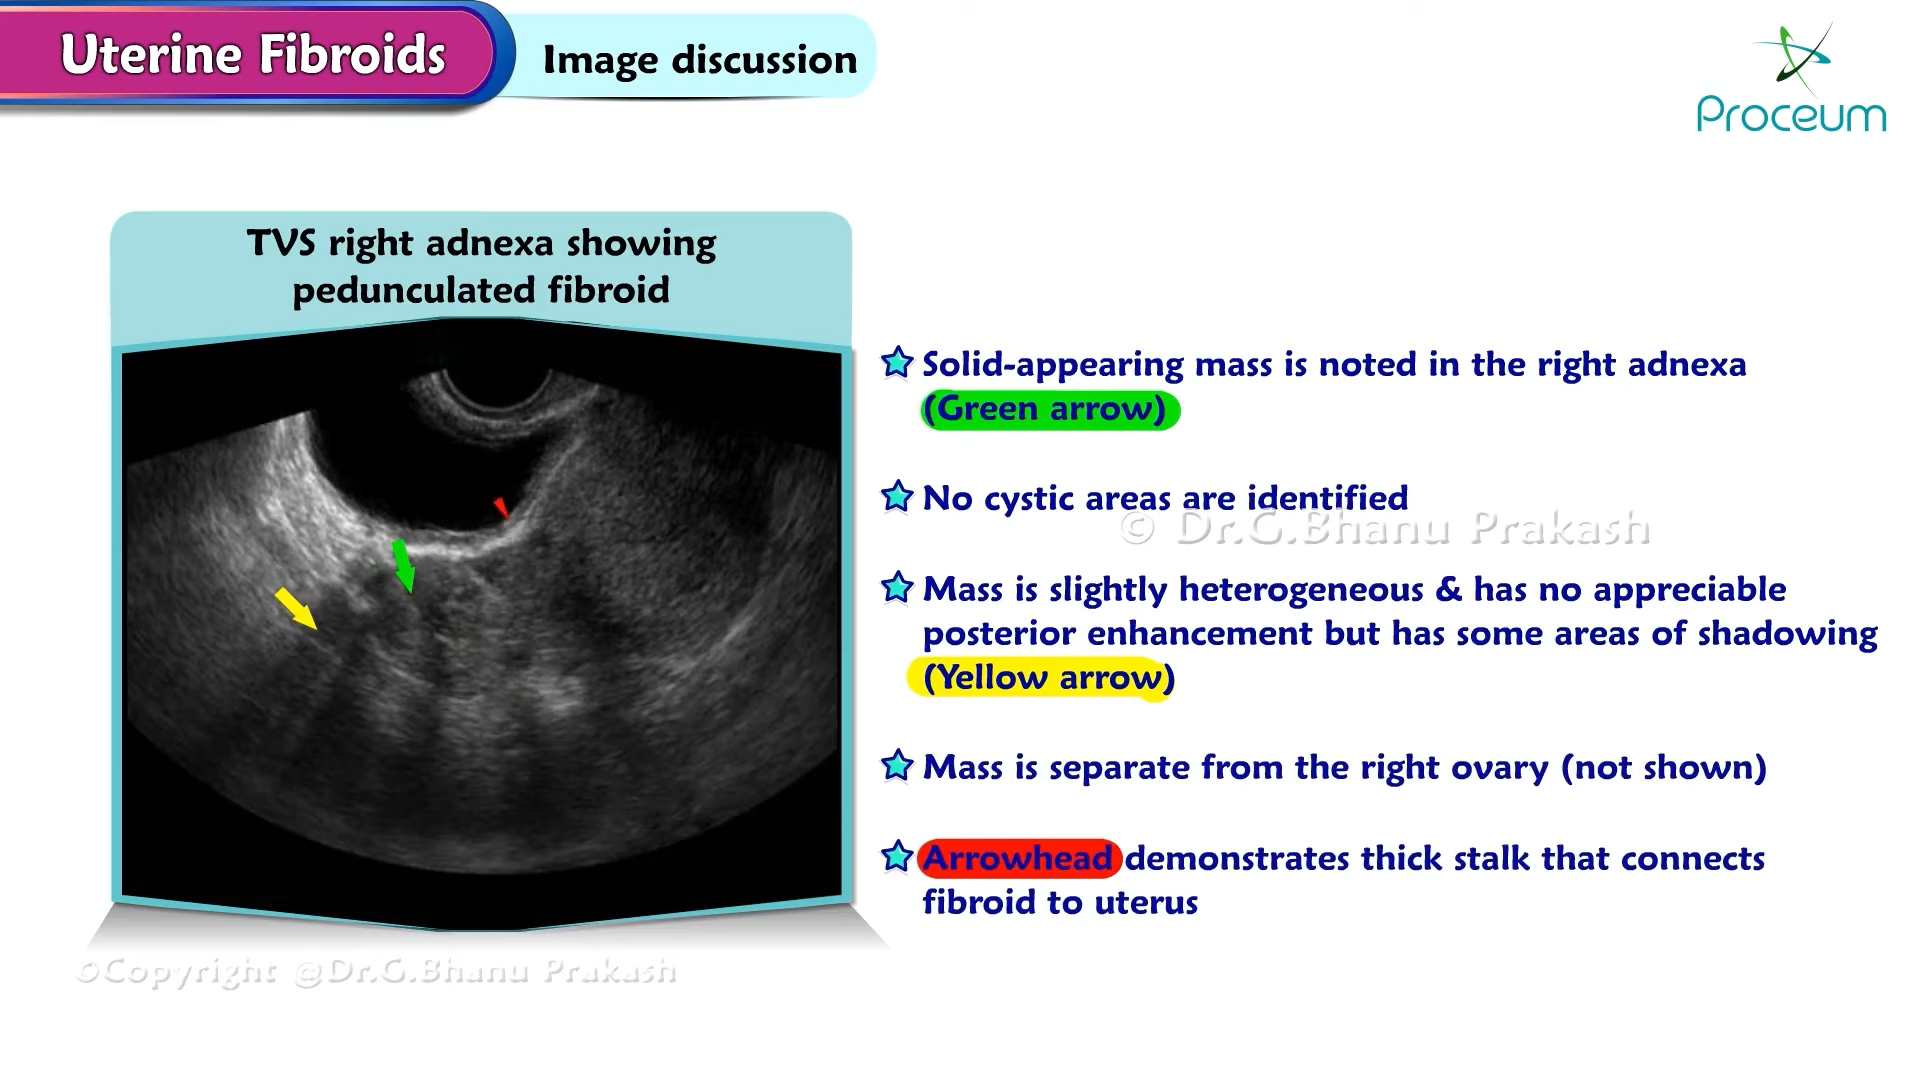 Uterine Fibroids
Image discussion
Proceum
TVS right adnexa showing
pedunculated fibroid
Solid-appearing mass is noted in the right adnexa
(Green arrow)
No cystic areas are identified
© Dr.G.Bhanu Prakash
Mass is slightly heterogeneous & has no appreciable
posterior enhancement but has some areas of shadowing
(Yellow arrow)
Mass is separate from the right ovary (not shown)
Arrowhead demonstrates thick stalk that connects
fibroid to uterus
©Copyright @Dr.G.Bhanu Prakash